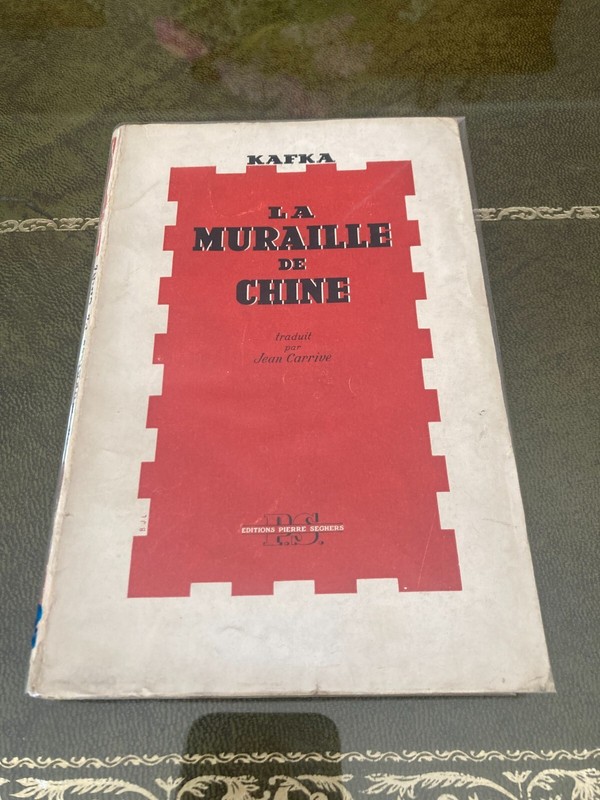 KAFKA
LA
MURAILLE
DE
CHINE
traduit
par
Jean Carrive
B J L
P.S.
EDITIONS PIERRE SEGHERS